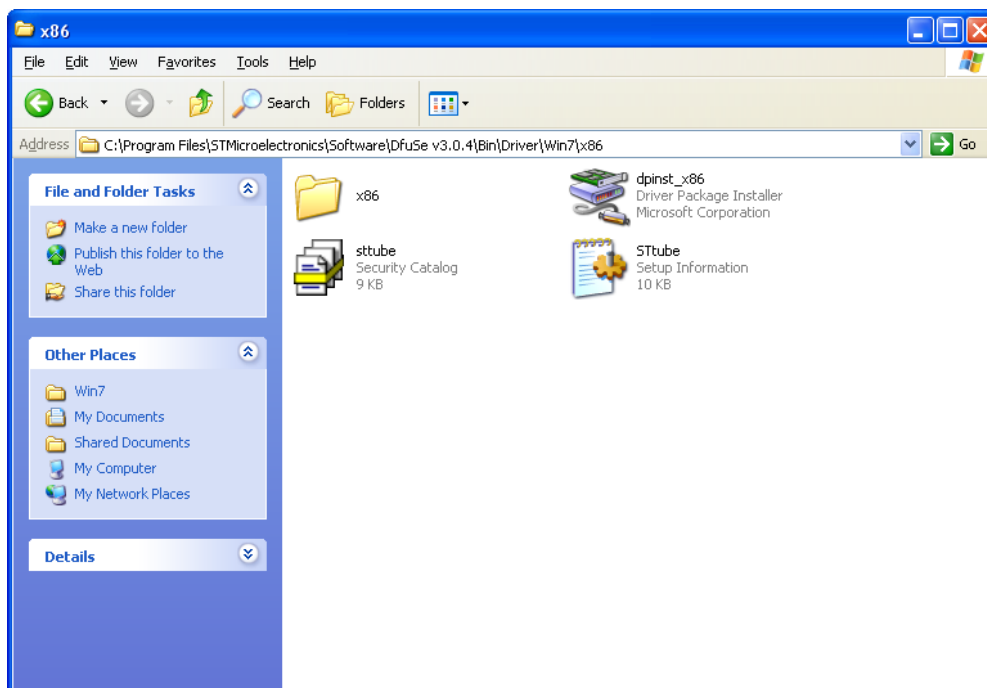 x86
File Edit View Favorites Tools Help
Back Search Folders
Address C:\Program Files\STMicroelectronics\Software\DfuSe v3.0.4\Bin\Driver\Win7\x86 Go
File and Folder Tasks
Make a new folder
Publish this folder to the
Web
Share this folder
Other Places
Win7
My Documents
Shared Documents
My Computer
My Network Places
Details
x86
dpinst_x86
Driver Package Installer
Microsoft Corporation
sttube
Security Catalog
9 KB
STtube
Setup Information
10 KB